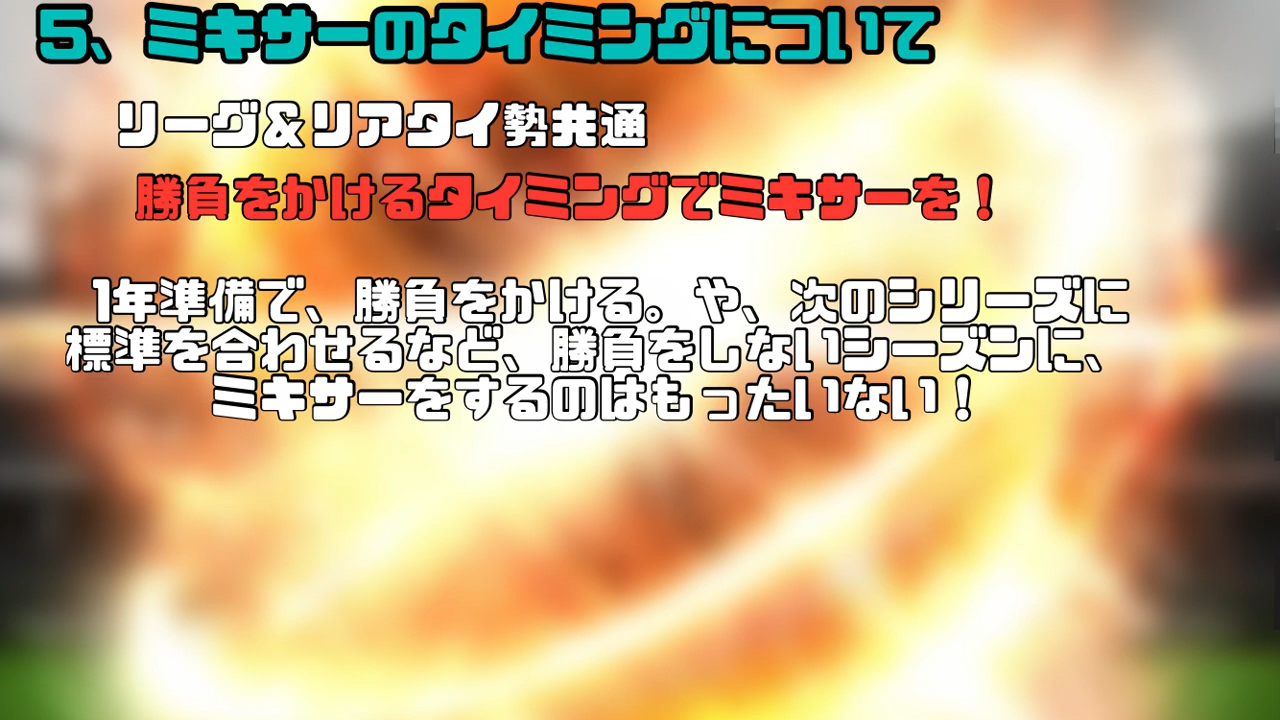 5、ミキサーのタイミングについて
リーグ&リアタイ勢共通
勝負をかけるタイミングでミキサーを!
1年準備で、勝負をかける。や、次のシリーズに
標準を合わせるなど、勝負をしないシーズンに、
ミキサーをするのはもったいない!